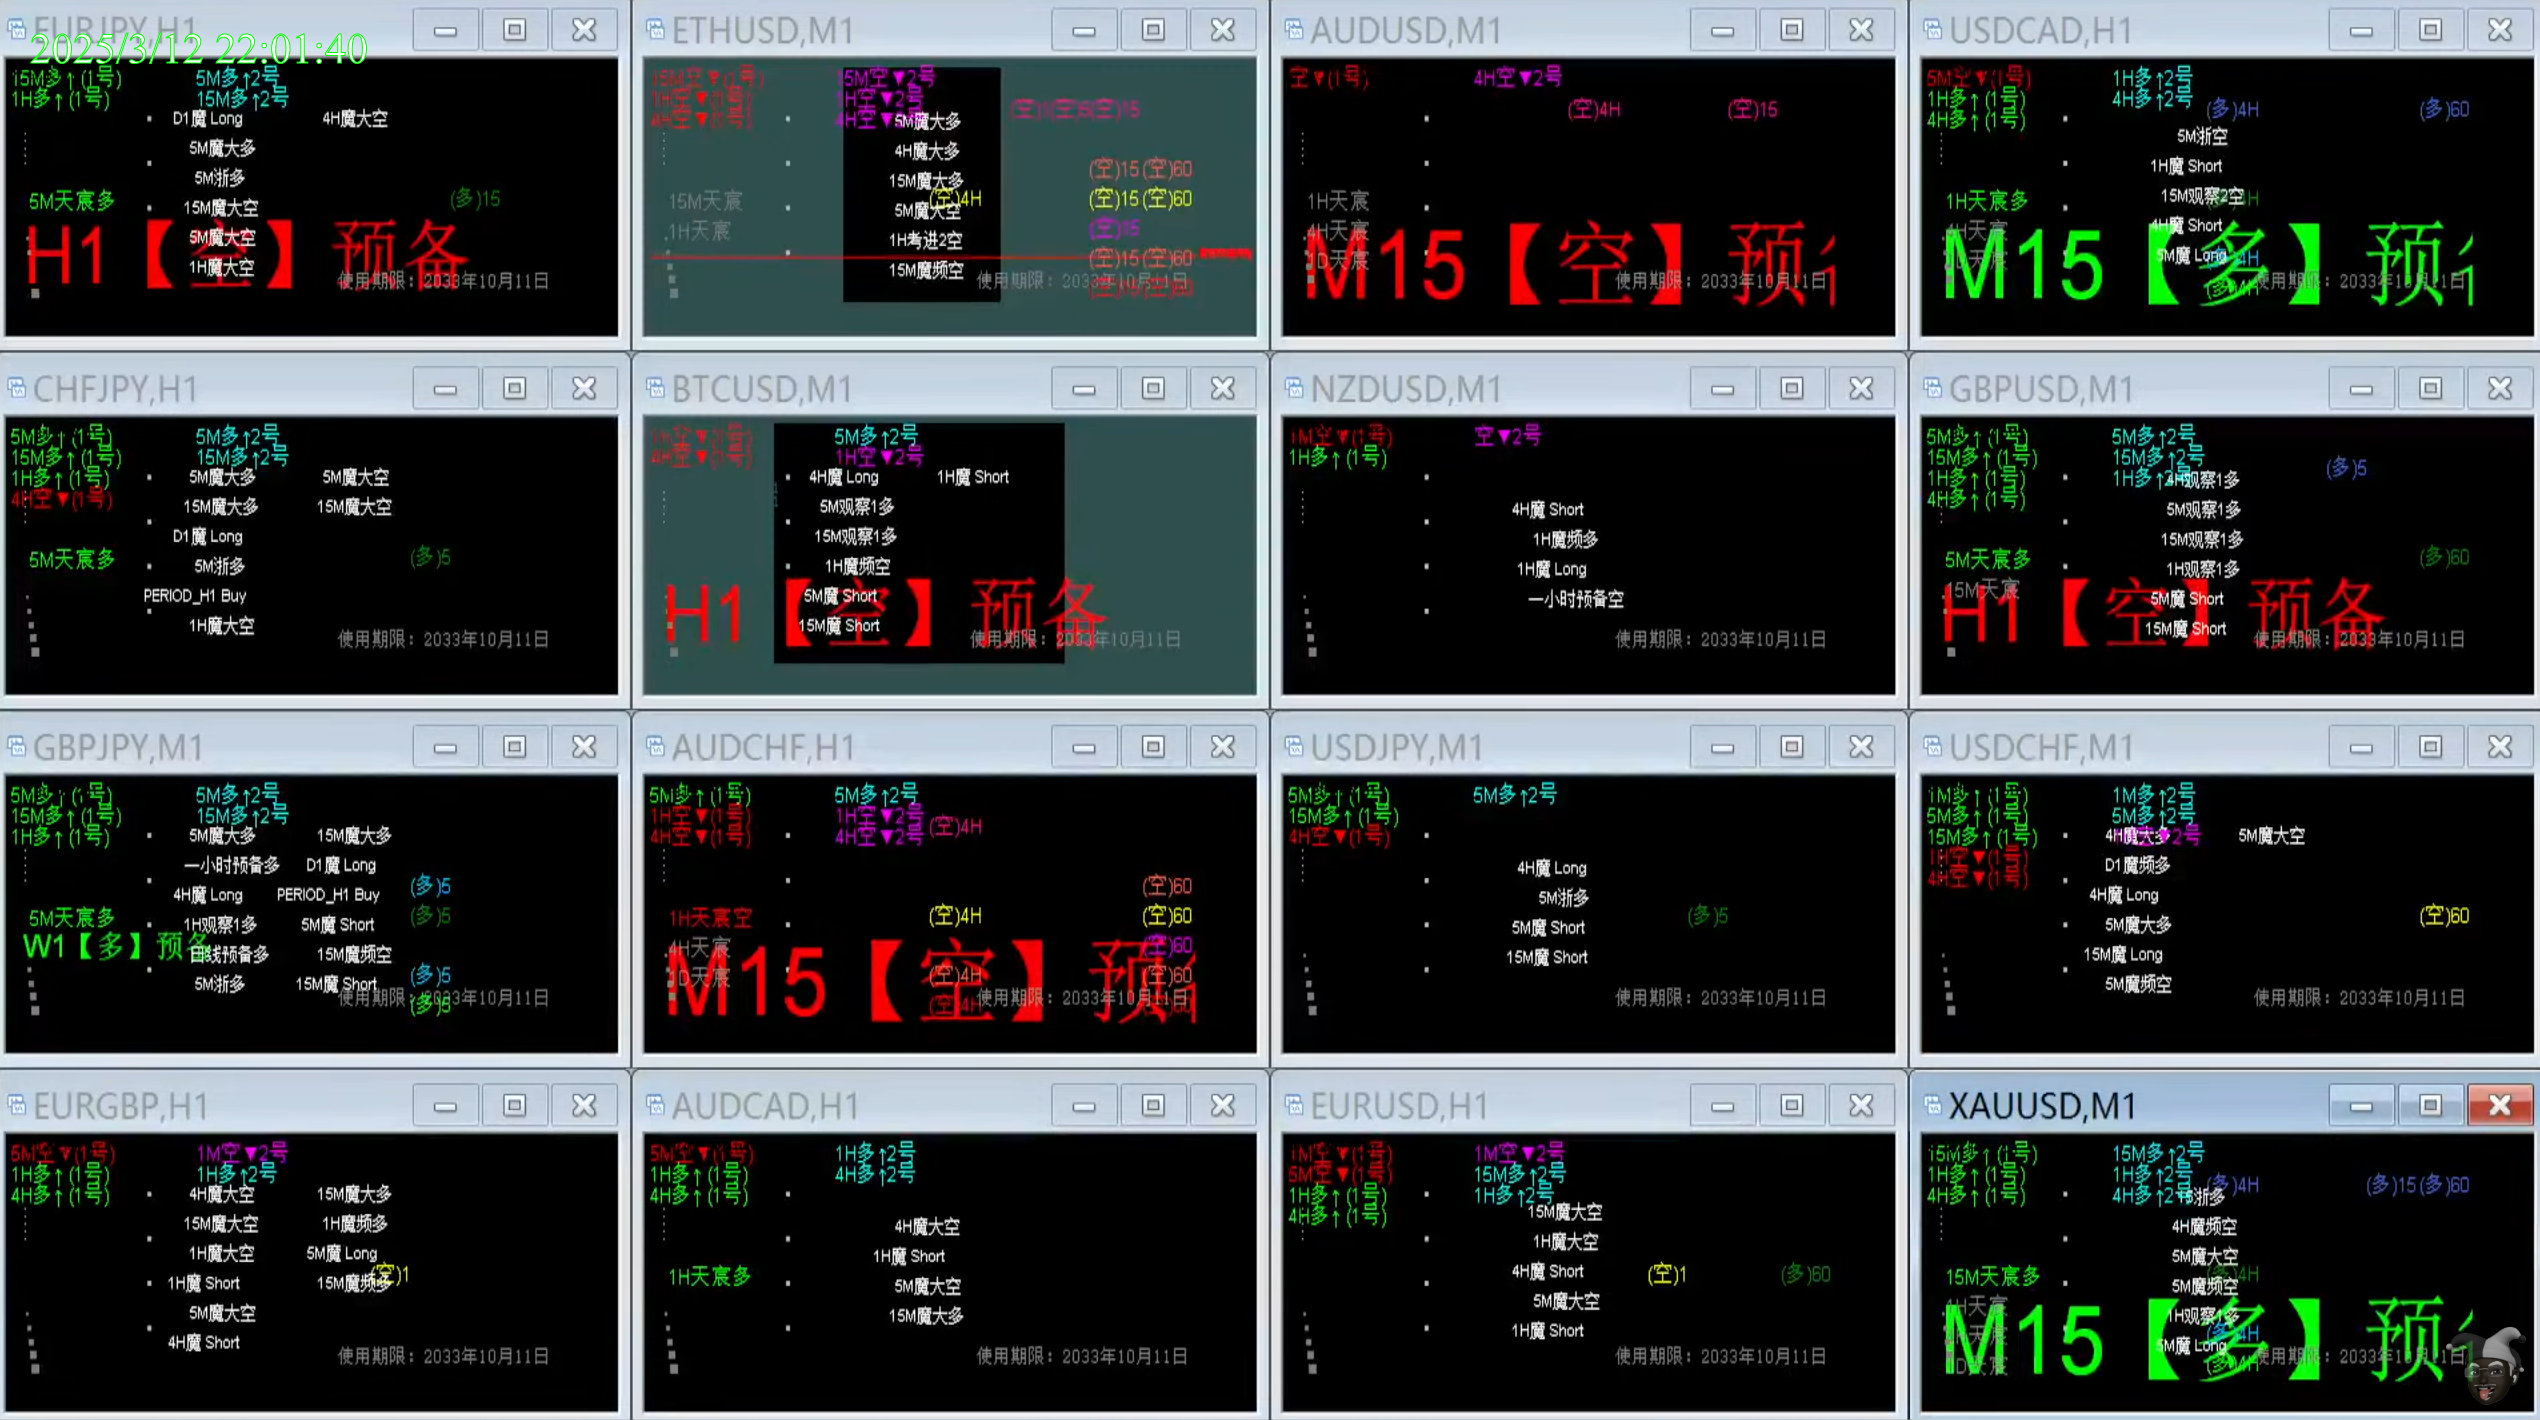 EURJPY,H1
2025/3/12 22:01:40
15M多↑(1号) 5M多↑2号
1H多↑(1号) 15M多↑2号
D1魔 Long 4H魔大空
5M魔大多
5M浙多
5M天宸多 (多)15
15M魔大空
H1【空】预备
5M魔大空
1H魔大空
使用期限：2033年10月11日
ETHUSD,M1
15M空▼(1号) 15M空▼2号
1H空▼(1号) 1H空▼2号
4H空▼(1号) 4H空▼2号
5M魔大多
4H魔大多
(空)15 (空)60
15M魔大多
15M天宸 (空)4H (空)15 (空)60
5M魔大空
1H天宸 (空)15
1H考进2空
(空)15 (空)60
15M魔频空
使用期限：2033年10月11日
AUDUSD,M1
空▼(1号) 4H空▼2号
(空)4H (空)15
1H天宸
4H天宸
1D天宸
M15【空】预
使用期限：2033年10月11日
USDCAD,H1
5M空▼(1号) 1H多↑2号
1H多↑(1号) 4H多↑2号
4H多↑(1号) (多)4H (多)60
5M浙空
1H魔 Short
15M观察2空
1H天宸多
4H魔 Short
4H天宸
5M魔 Long
1D天宸
M15【多】预
使用期限：2033年10月11日
CHFJPY,H1
5M多↑(1号) 5M多↑2号
15M多↑(1号) 15M多↑2号
1H多↑(1号) 5M魔大多 5M魔大空
4H空▼(1号)
15M魔大多 15M魔大空
D1魔 Long
5M天宸多 5M浙多 (多)5
PERIOD_H1 Buy
1H魔大空
使用期限：2033年10月11日
BTCUSD,M1
1H空▼(1号) 5M多↑2号
4H空▼(1号) 1H空▼2号
4H魔 Long 1H魔 Short
5M观察1多
15M观察1多
1H魔频空
5M魔 Short
H1【空】预备
15M魔 Short
使用期限：2033年10月11日
NZDUSD,M1
1M空▼(1号) 空▼2号
1H多↑(1号)
4H魔 Short
1H魔频多
1H魔 Long
一小时预备空
使用期限：2033年10月11日
GBPUSD,M1
5M多↑(1号) 5M多↑2号
15M多↑(1号) 15M多↑2号
1H多↑(1号) 1H多↑2号 (多)5
4H多↑(1号) 4H观察1多
5M观察1多
15M观察1多
5M天宸多 1H观察1多 (多)60
15M天宸
5M魔 Short
H1【空】预备
15M魔 Short
使用期限：2033年10月11日
GBPJPY,M1
5M多↑(1号) 5M多↑2号
15M多↑(1号) 15M多↑2号
1H多↑(1号) 5M魔大多 15M魔大多
一小时预备多 D1魔 Long
4H魔 Long PERIOD_H1 Buy (多)5
5M天宸多 1H观察1多 5M魔 Short (多)5
W1【多】预备 日线预备多 15M魔频空
5M浙多 15M魔 Short (多)5
使用期限：2033年10月11日
(多)5
AUDCHF,H1
5M多↑(1号) 5M多↑2号
1H空▼(1号) 1H空▼2号
4H空▼(1号) 4H空▼2号 (空)4H
(空)60
1H天宸空 (空)4H (空)60
4H天宸 (空)60
1D天宸 (空)4H (空)60
M15【空】预
(空)4H
使用期限：2033年10月11日
USDJPY,M1
5M多↑(1号) 5M多↑2号
15M多↑(1号)
4H空▼(1号)
4H魔 Long
5M浙多
5M魔 Short (多)5
15M魔 Short
使用期限：2033年10月11日
USDCHF,M1
1M多↑(1号) 1M多↑2号
5M多↑(1号) 5M多↑2号
15M多↑(1号) 4H魔大多 ▼2号 5M魔大空
1H空▼(1号)
4H空▼(1号) D1魔频多
4H魔 Long
5M魔大多 (空)60
15M魔 Long
5M魔频空
使用期限：2033年10月11日
EURGBP,H1
5M空▼(1号) 1M空▼2号
1H多↑(1号) 1H多↑2号
4H多↑(1号) 4H魔大空 15M魔大多
15M魔大空 1H魔频多
1H魔大空 5M魔 Long
1H魔 Short 15M魔频多 (空)1
5M魔大空
4H魔 Short
使用期限：2033年10月11日
AUDCAD,H1
5M空▼(1号) 1H多↑2号
1H多↑(1号) 4H多↑2号
4H多↑(1号)
4H魔大空
1H魔 Short
1H天宸多 5M魔大空
15M魔大多
使用期限：2033年10月11日
EURUSD,H1
1M空▼(1号) 1M空▼2号
5M空▼(1号) 15M多↑2号
1H多↑(1号) 1H多↑2号
4H多↑(1号) 15M魔大空
1H魔大空
4H魔 Short (空)1 (多)60
5M魔大空
1H魔 Short
使用期限：2033年10月11日
XAUUSD,M1
15M多↑(1号) 15M多↑2号
1H多↑(1号) 1H多↑2号
4H多↑(1号) 4H多↑2号 (多)4H (多)15 (多)60
4H魔频空
5M魔大空
15M天宸多 (多)4H
5M魔频空
4H天宸
1H观察1多
5M魔 Long
M15【多】预
使用期限：2033年10月11日